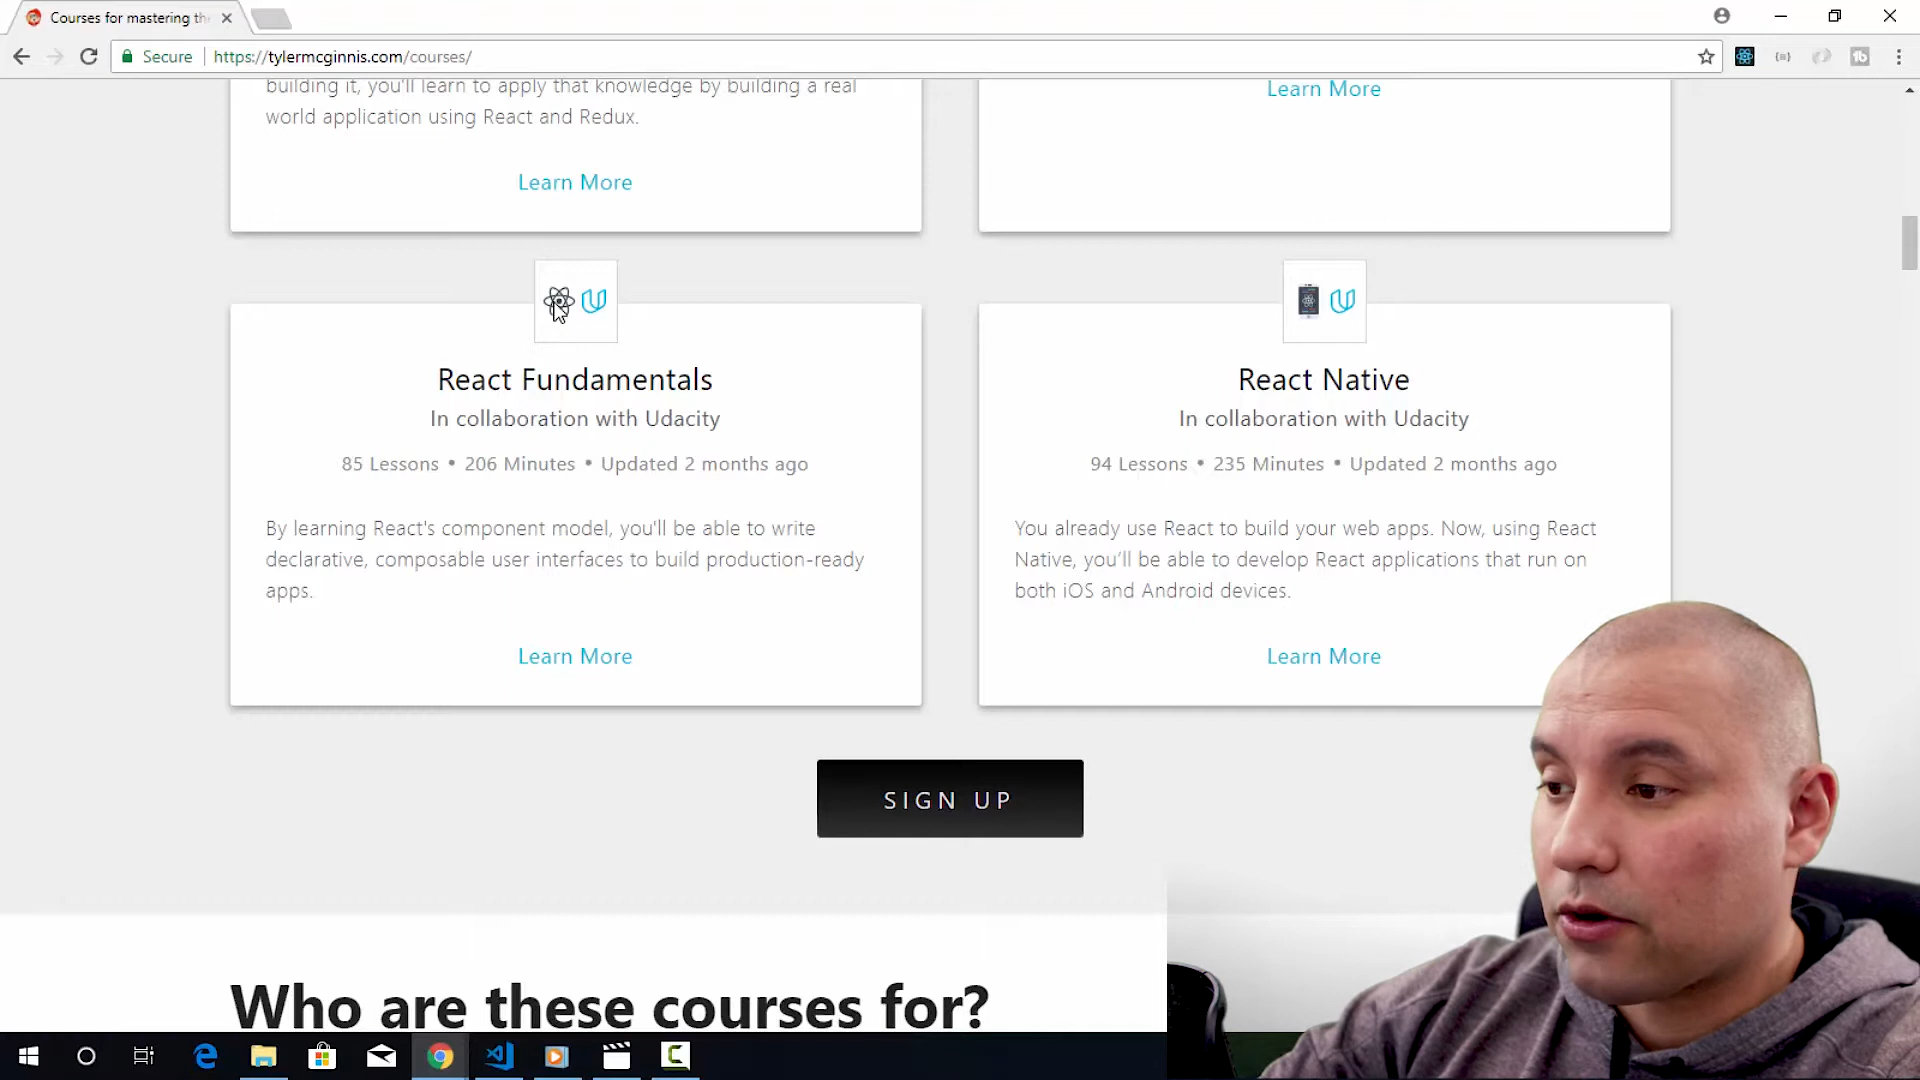 Courses for mastering th
Secure
https://tylermcginnis.com/courses/
building it, you'll learn to apply that knowledge by building a real
world application using React and Redux.
Learn More
Learn More
React Fundamentals
In collaboration with Udacity
85 Lessons • 206 Minutes • Updated 2 months ago
By learning React's component model, you'll be able to write
declarative, composable user interfaces to build production-ready
apps.
Learn More
React Native
In collaboration with Udacity
94 Lessons • 235 Minutes • Updated 2 months ago
You already use React to build your web apps. Now, using React
Native, you’ll be able to develop React applications that run on
both iOS and Android devices.
Learn More
SIGN UP
Who are these courses for?